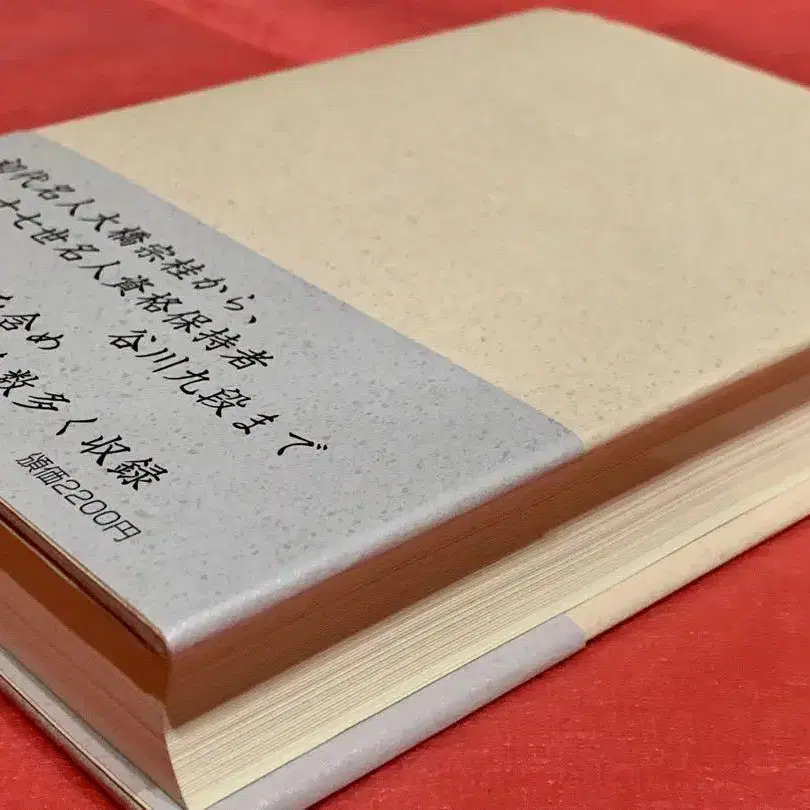 初代名人大橋宗桂から、
十七世名人資格保持者
含め 谷川九段まで
数多く収録
頒価2200円